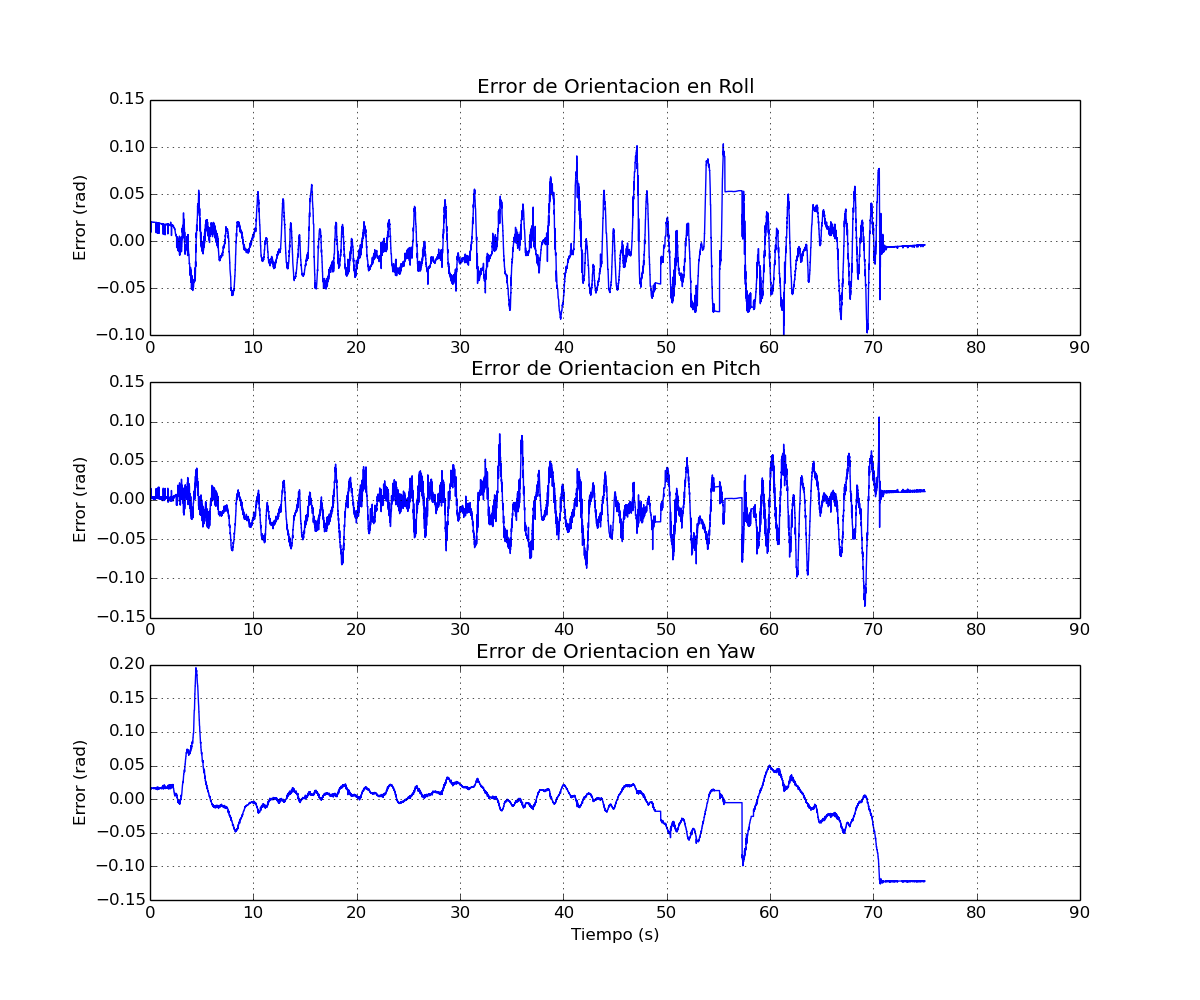 Error de Orientacion en Roll
0.15
0.10
0.05
0.00
−0.05
−0.10
Error (rad)
0 10 20 30 40 50 60 70 80 90
Error de Orientacion en Pitch
0.15
0.10
0.05
0.00
−0.05
−0.10
−0.15
Error (rad)
0 10 20 30 40 50 60 70 80 90
Error de Orientacion en Yaw
0.20
0.15
0.10
0.05
0.00
−0.05
−0.10
−0.15
Error (rad)
0 10 20 30 40 50 60 70 80 90
Tiempo (s)